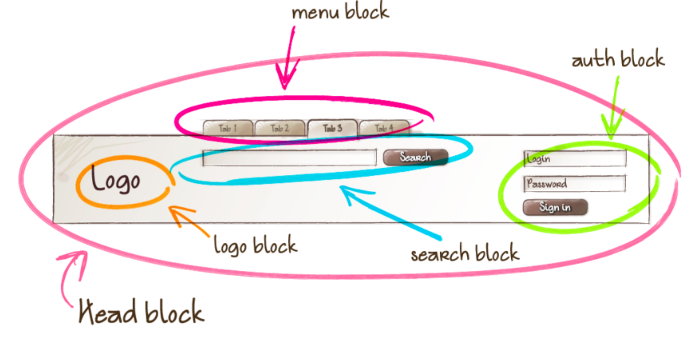 menu block
auth block
Tab 1 Tab 2 Tab 3 Tab 4
Search
Login
Logo
Password
Sign in
logo block
search block
Head block